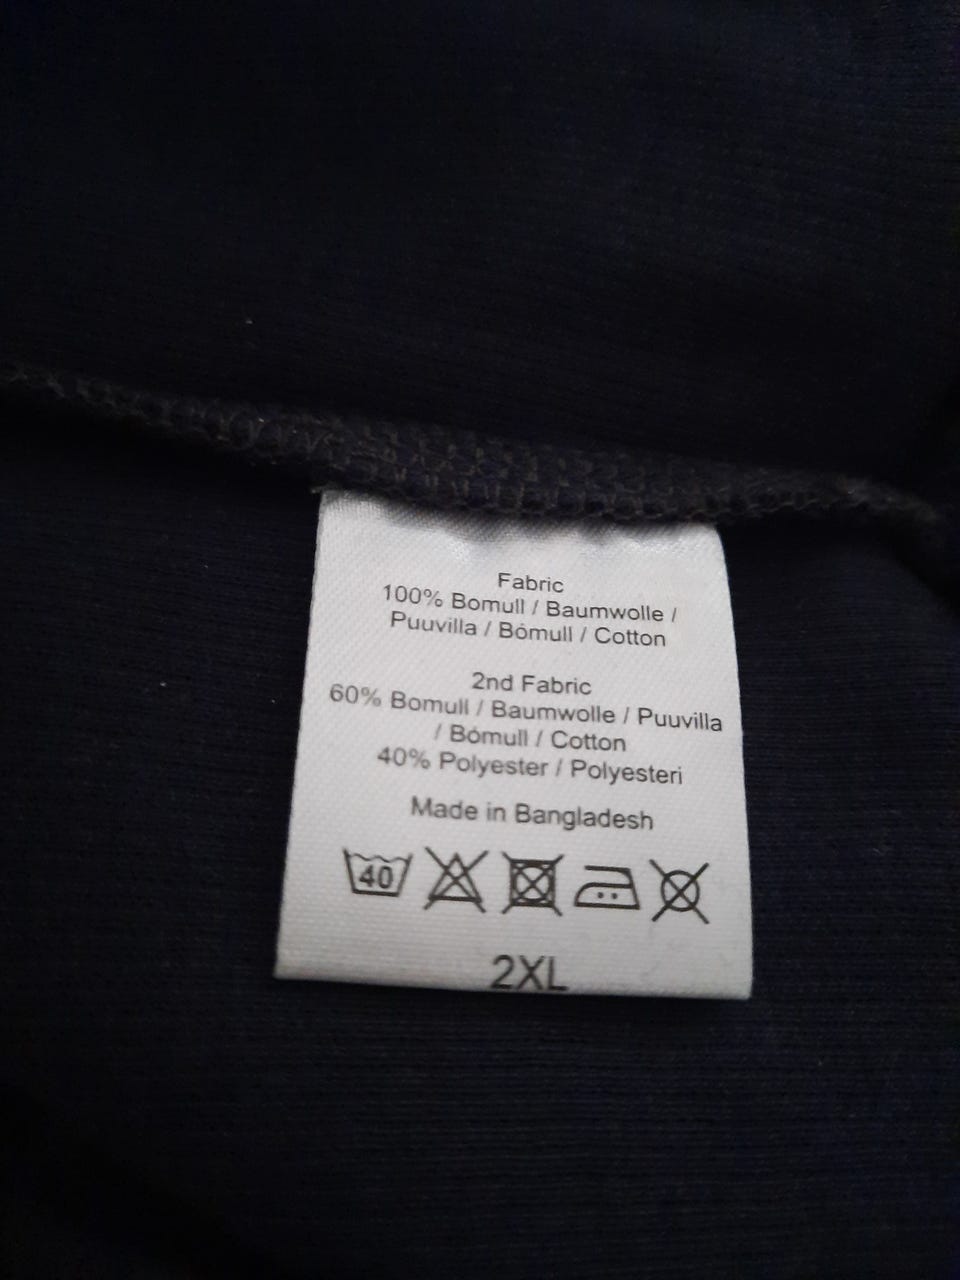 Fabric
100% Bomull / Baumwolle /
Puuvilla / Bómull / Cotton
2nd Fabric
60% Bomull / Baumwolle / Puuvilla
/ Bómull / Cotton
40% Polyester / Polyesteri
Made in Bangladesh
40
2XL